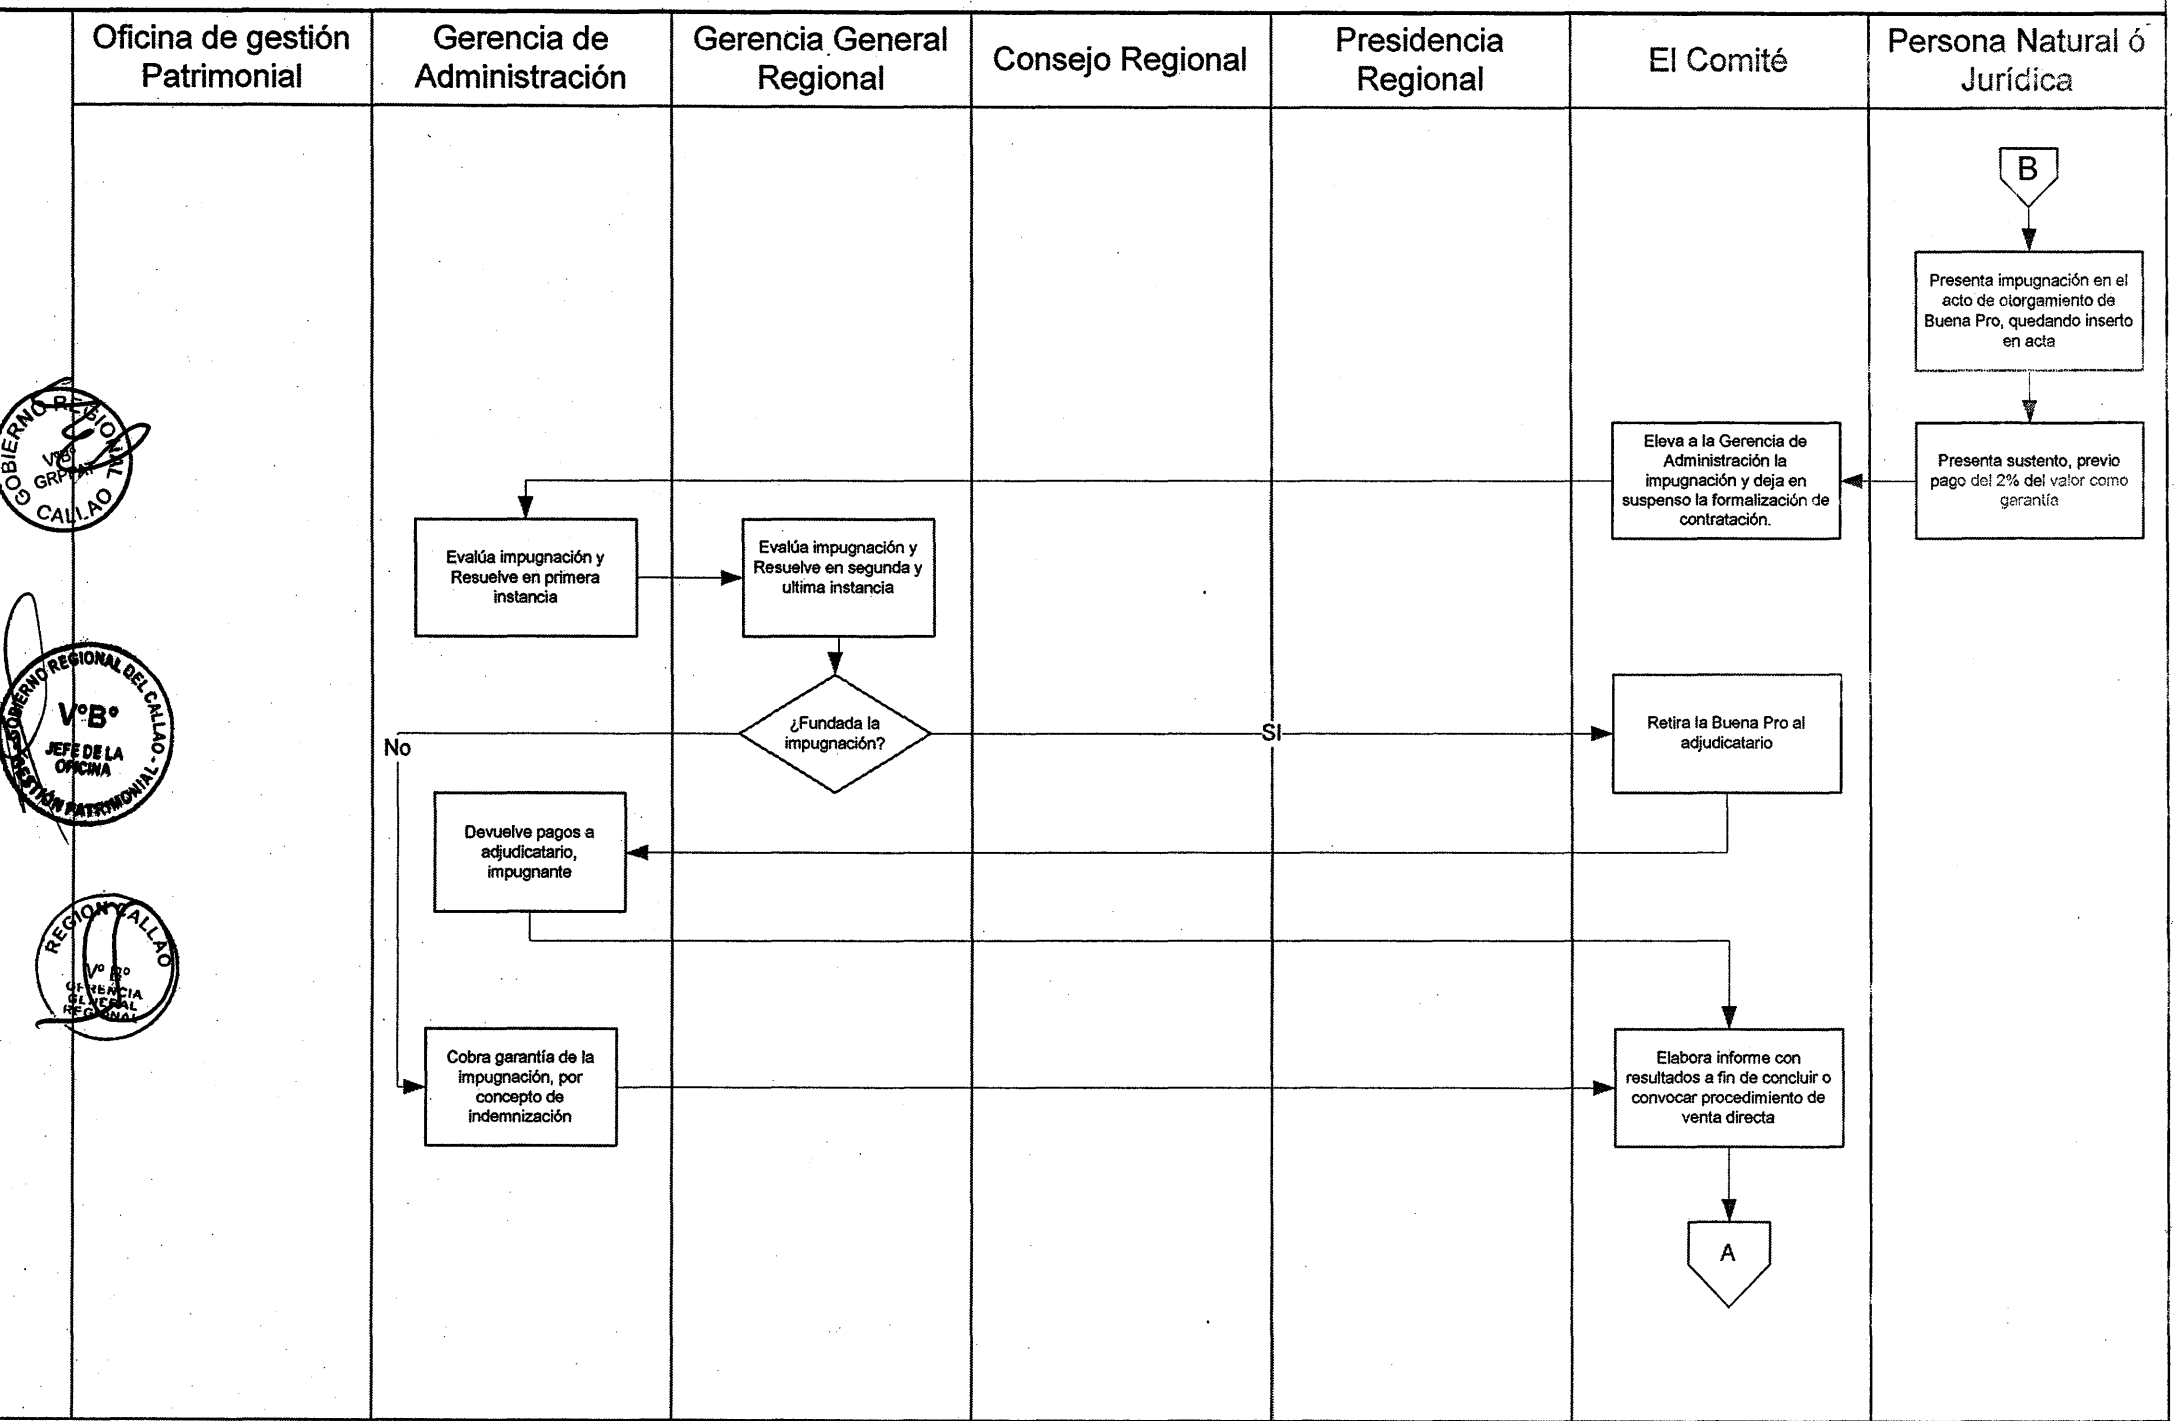 Oficina de gestión
Patrimonial
Gerencia de
Administración
Gerencia General
Regional
Consejo Regional
Presidencia
Regional
El Comité
Persona Natural ó
Jurídica
B
Presenta impugnación en el
acto de otorgamiento de
Buena Pro, quedando inserto
en acta
Presenta sustento, previo
pago del 2% del valor como
garantía
Eleva a la Gerencia de
Administración la
impugnación y deja en
suspenso la formalización de
contratación.
Evalúa impugnación y
Resuelve en primera
instancia
Evalúa impugnación y
Resuelve en segunda y
ultima instancia
¿Fundada la
impugnación?
No
SI
Retira la Buena Pro al
adjudicatario
Devuelve pagos a
adjudicatario,
impugnante
Cobra garantía de la
impugnación, por
concepto de
indemnización
Elabora informe con
resultados a fin de concluir o
convocar procedimiento de
venta directa
A
GOBIERNO REGIONAL
V°B°
GRPPAT
CALLAO
GOBIERNO REGIONAL DEL CALLAO -
V°B°
JEFE DE LA
OFICINA
GESTIÓN PATRIMONIAL -
REGION CALLAO
V° B°
GERENCIA
GENERAL
REGIONAL